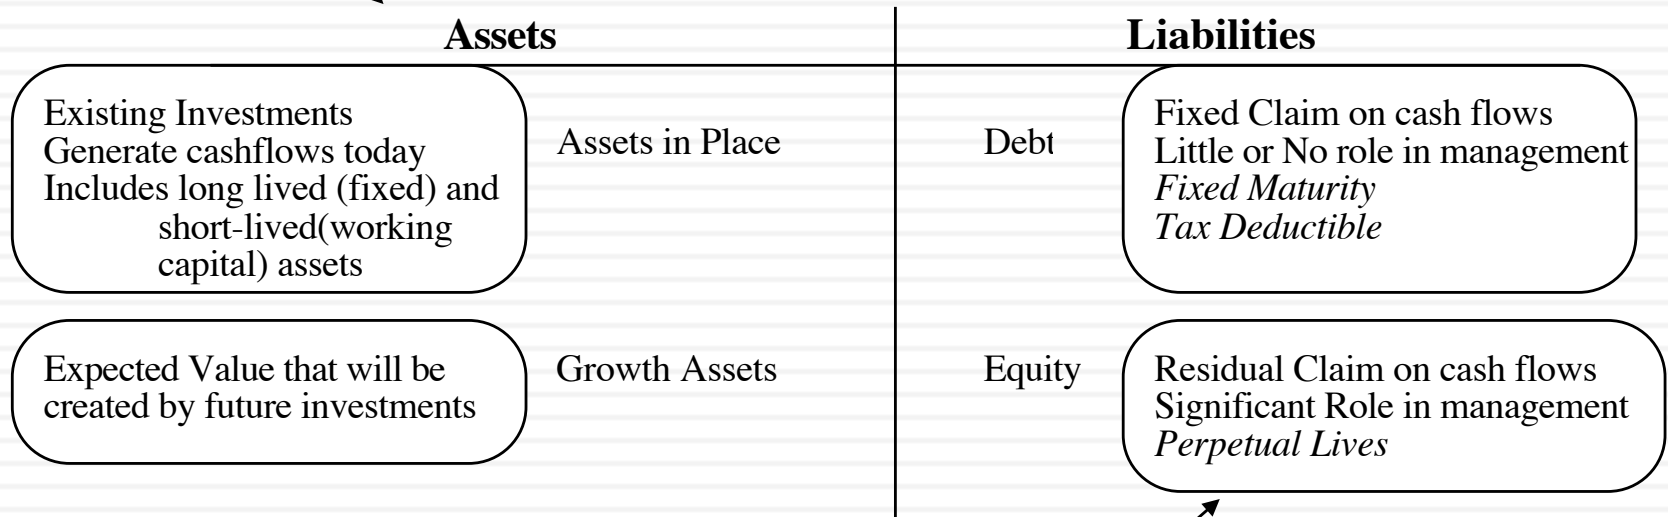 Assets
Liabilities
Existing Investments
Generate cashflows today
Includes long lived (fixed) and
short-lived(working
capital) assets
Assets in Place
Debt
Fixed Claim on cash flows
Little or No role in management
Fixed Maturity
Tax Deductible
Expected Value that will be
created by future investments
Growth Assets
Equity
Residual Claim on cash flows
Significant Role in management
Perpetual Lives